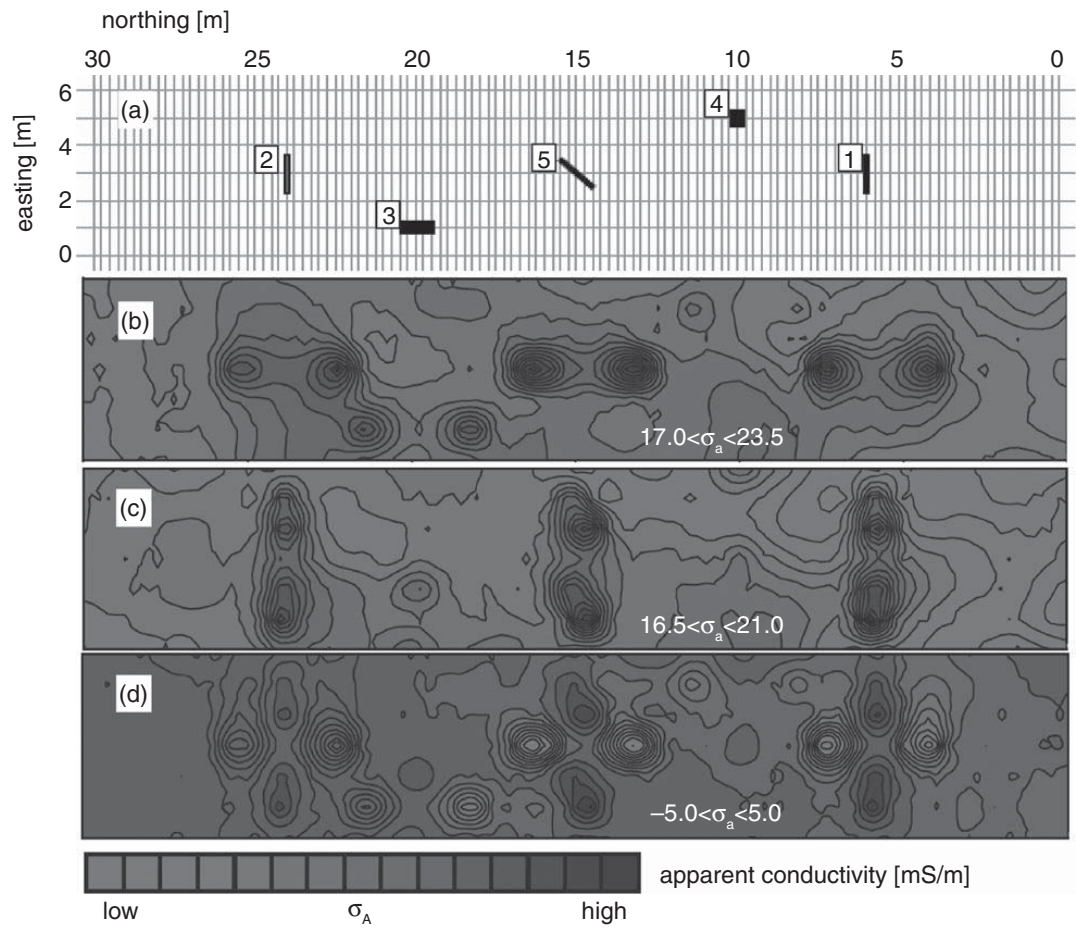 northing [m]
30 25 20 15 10 5 0
easting [m]
6
4
2
0
(a)
4
2
5
1
3
(b)
17.0<σa<23.5
(c)
16.5<σa<21.0
(d)
–5.0<σa<5.0
apparent conductivity [mS/m]
low σA high